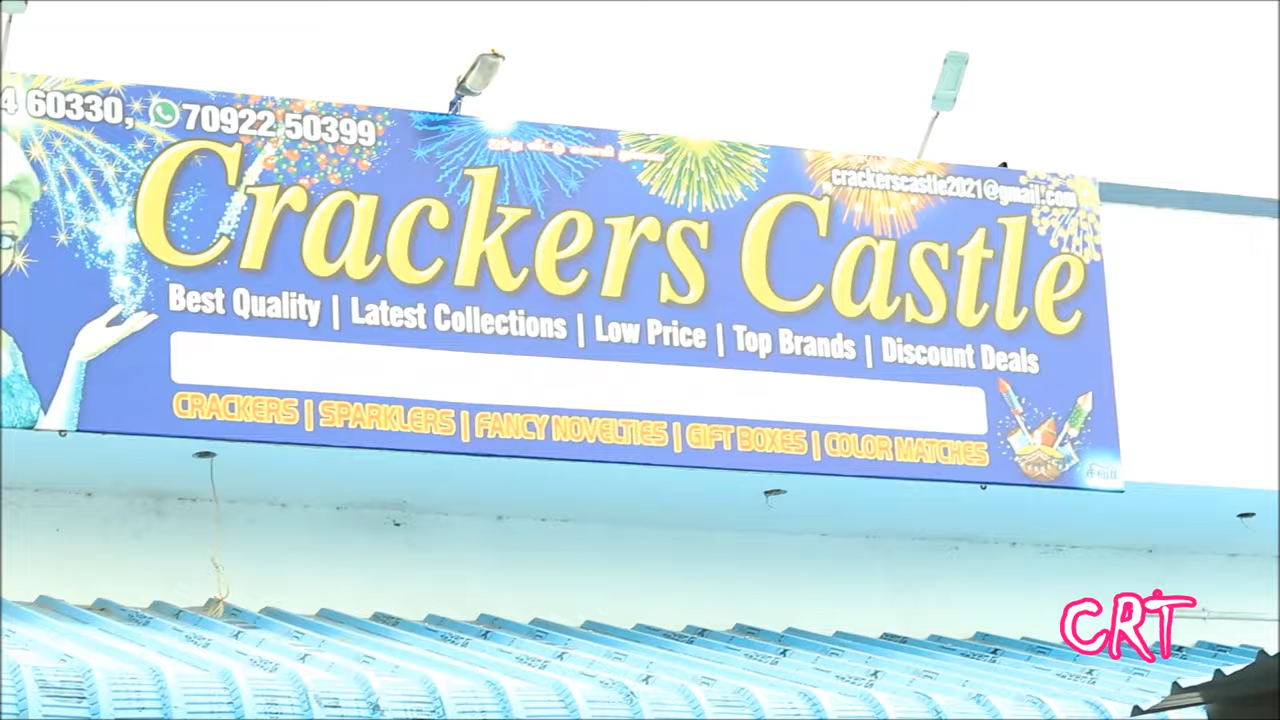 4 60330, 70922 50399
crackerscastle2021@gmail.com
Crackers Castle
Best Quality | Latest Collections | Low Price | Top Brands | Discount Deals
CRACKERS | SPARKLERS | FANCY NOVELTIES | GIFT BOXES | COLOR MATCHES
CRT